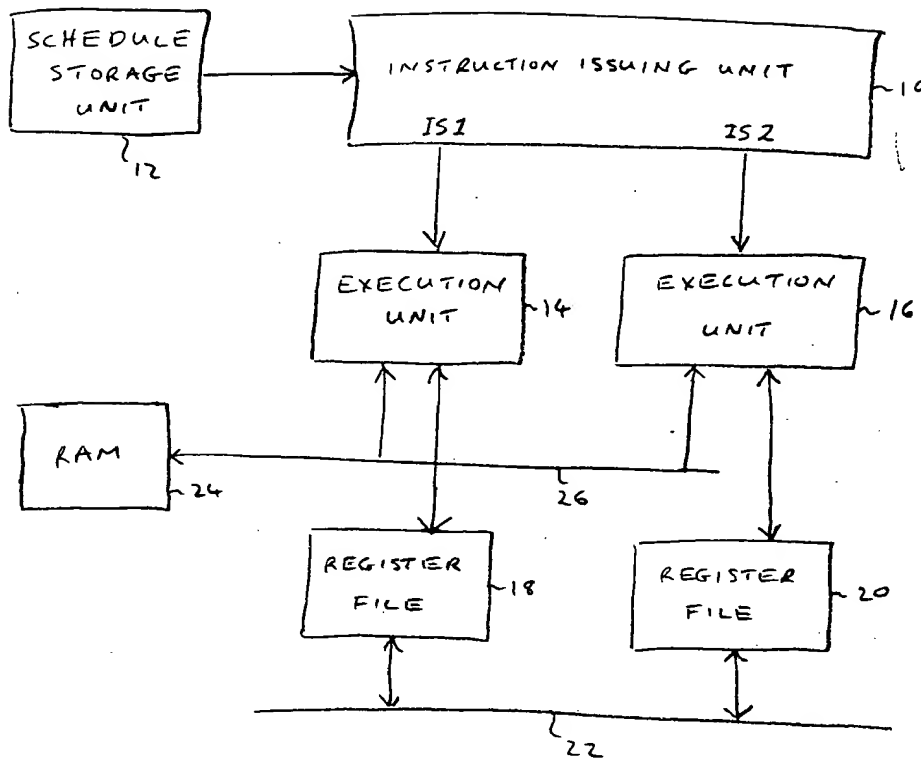 SCHEDULE
STORAGE
UNIT
12
INSTRUCTION ISSUING UNIT
IS1
IS2
10
EXECUTION
UNIT
14
EXECUTION
UNIT
16
RAM
24
26
REGISTER
FILE
18
REGISTER
FILE
20
22